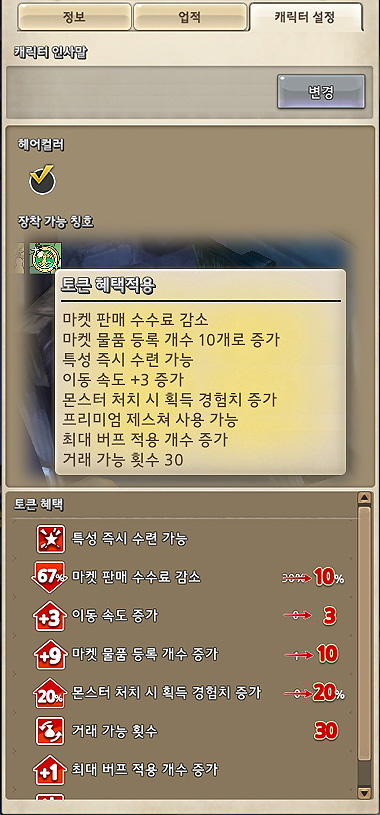 정보
업적
캐릭터 설정
캐릭터 인사말
변경
헤어컬러
장착 가능 칭호
토큰 혜택적용
마켓 판매 수수료 감소
마켓 물품 등록 개수 10개로 증가
특성 즉시 수련 가능
이동 속도 +3 증가
몬스터 처치 시 획득 경험치 증가
프리미엄 제스쳐 사용 가능
최대 버프 적용 개수 증가
거래 가능 횟수 30
토큰 혜택
특성 즉시 수련 가능
67% 마켓 판매 수수료 감소 30% 10%
+3 이동 속도 증가 0 3
+9 마켓 물품 등록 개수 증가 1 10
20% 몬스터 처치 시 획득 경험치 증가 0 20%
거래 가능 횟수 30
+1 최대 버프 적용 개수 증가